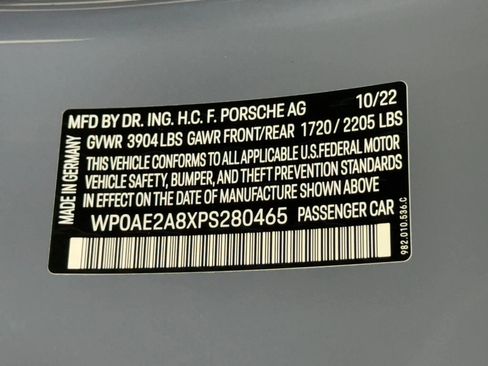 MFD BY DR. ING. H.C. F. PORSCHE AG 10/22
GVWR 3904 LBS GAWR FRONT/REAR 1720 / 2205 LBS
THIS VEHICLE CONFORMS TO ALL APPLICABLE U.S.FEDERAL MOTOR
VEHICLE SAFETY, BUMPER, AND THEFT PREVENTION STANDARDS
IN EFFECT ON THE DATE OF MANUFACTURE SHOWN ABOVE
WP0AE2A8XPS280465 PASSENGER CAR
MADE IN GERMANY
982.010.536.C